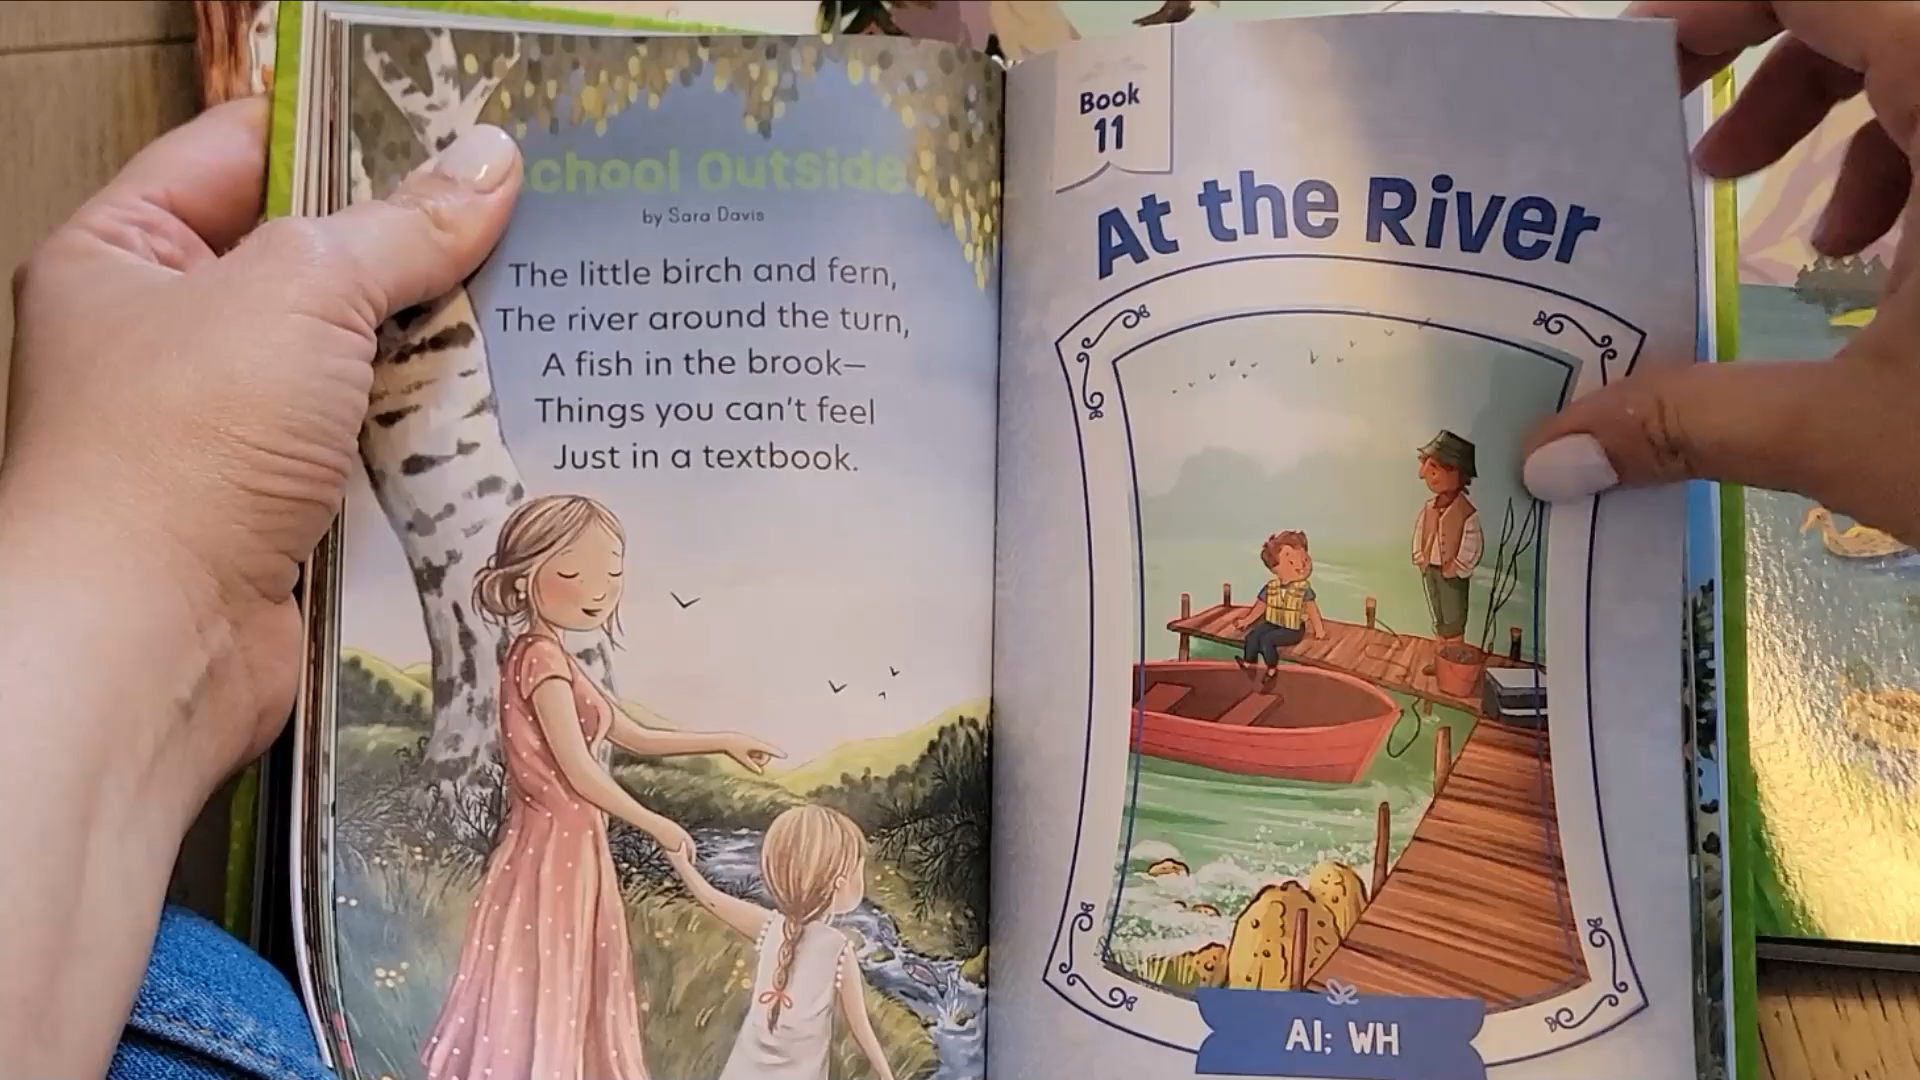 chool Outside
by Sara Davis
The little birch and fern,
The river around the turn,
A fish in the brook—
Things you can't feel
Just in a textbook.
Book
11
At the River
AI; WH